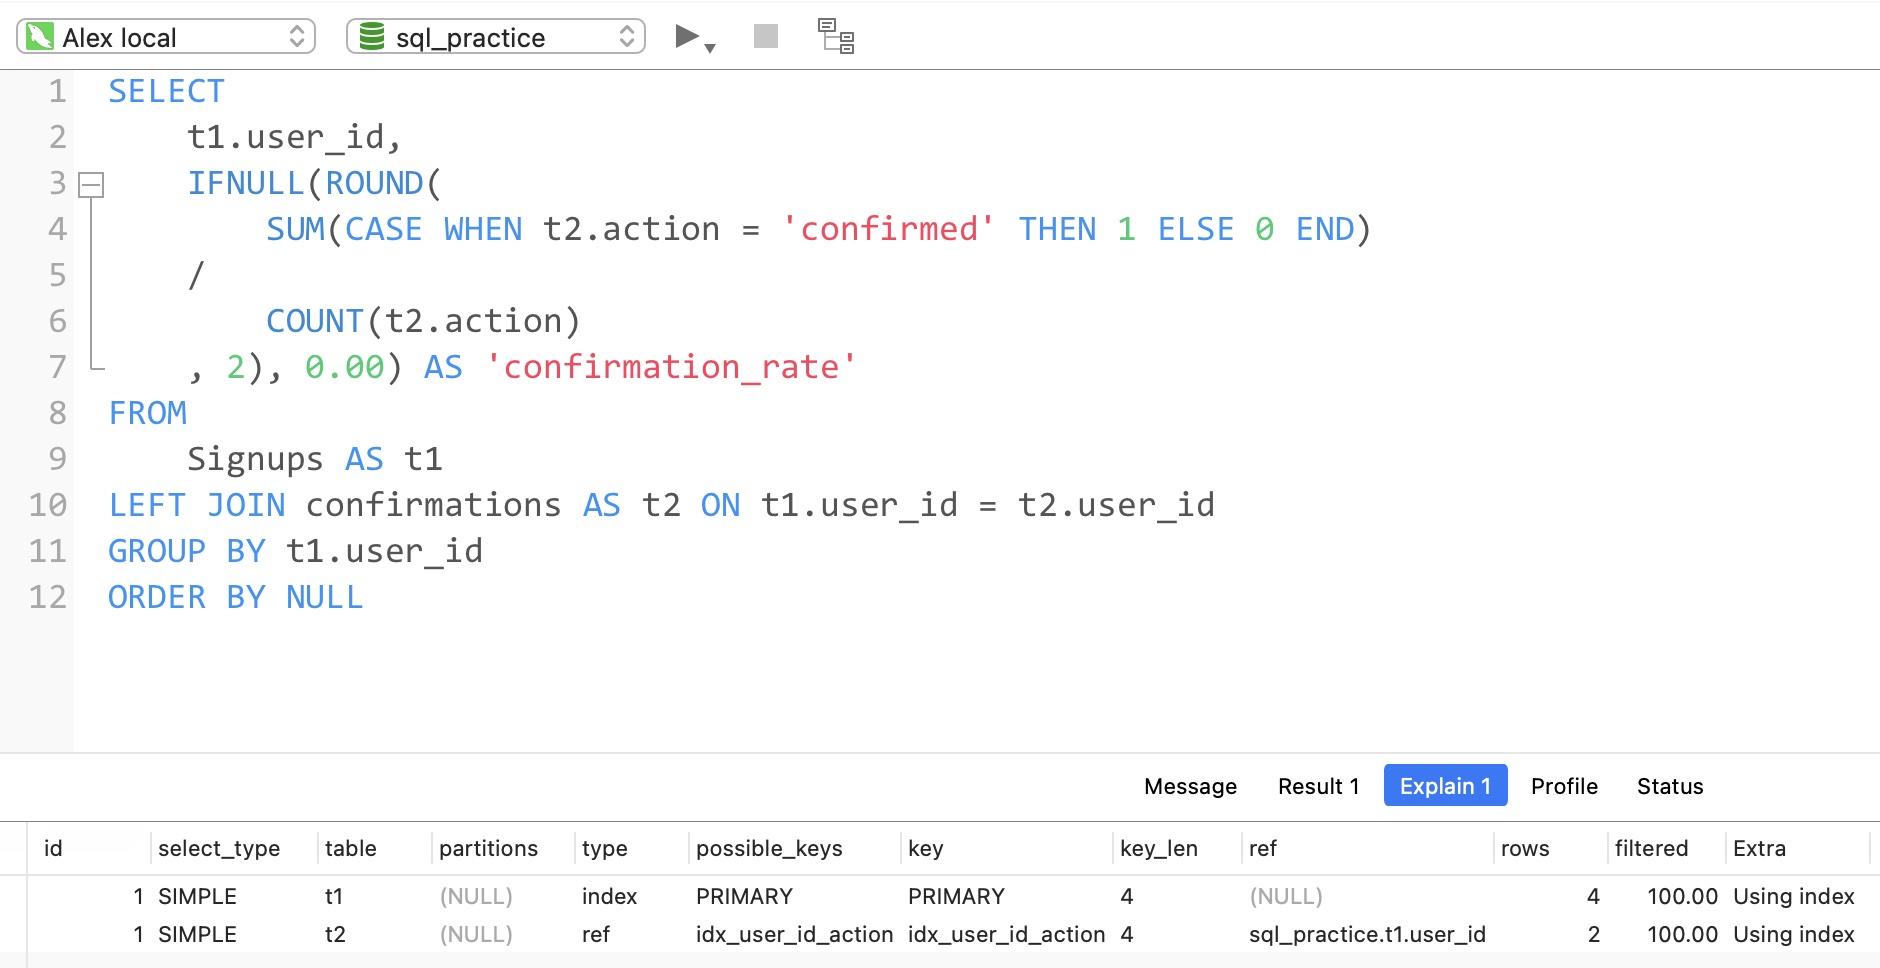 Alex local sql_practice
1 SELECT
2 t1.user_id,
3 IFNULL(ROUND(
4 SUM(CASE WHEN t2.action = 'confirmed' THEN 1 ELSE 0 END)
5 /
6 COUNT(t2.action)
7 , 2), 0.00) AS 'confirmation_rate'
8 FROM
9 Signups AS t1
10 LEFT JOIN confirmations AS t2 ON t1.user_id = t2.user_id
11 GROUP BY t1.user_id
12 ORDER BY NULL
Message Result 1 Explain 1 Profile Status
id select_type table partitions type possible_keys key key_len ref rows filtered Extra
1 SIMPLE t1 (NULL) index PRIMARY PRIMARY 4 (NULL) 4 100.00 Using index
1 SIMPLE t2 (NULL) ref idx_user_id_action idx_user_id_action 4 sql_practice.t1.user_id 2 100.00 Using index